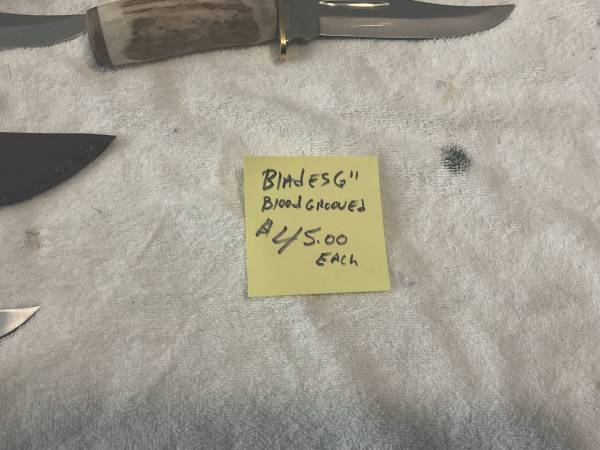 BlAdES 6"
Blood GROOVEd
$45.00
EACh